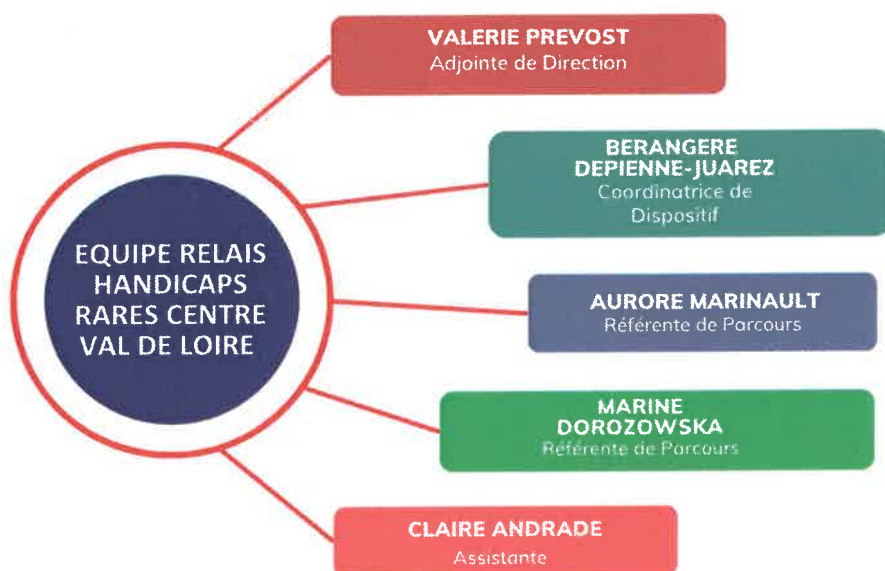 VALERIE PREVOST
Adjointe de Direction
BERANGERE
DEPIENNE-JUAREZ
Coordinatrice de
Dispositif
EQUIPE RELAIS
HANDICAPS
RARES CENTRE
VAL DE LOIRE
AURORE MARINAULT
Référente de Parcours
MARINE
DOROZOWSKA
Référente de Parcours
CLAIRE ANDRADE
Assistante